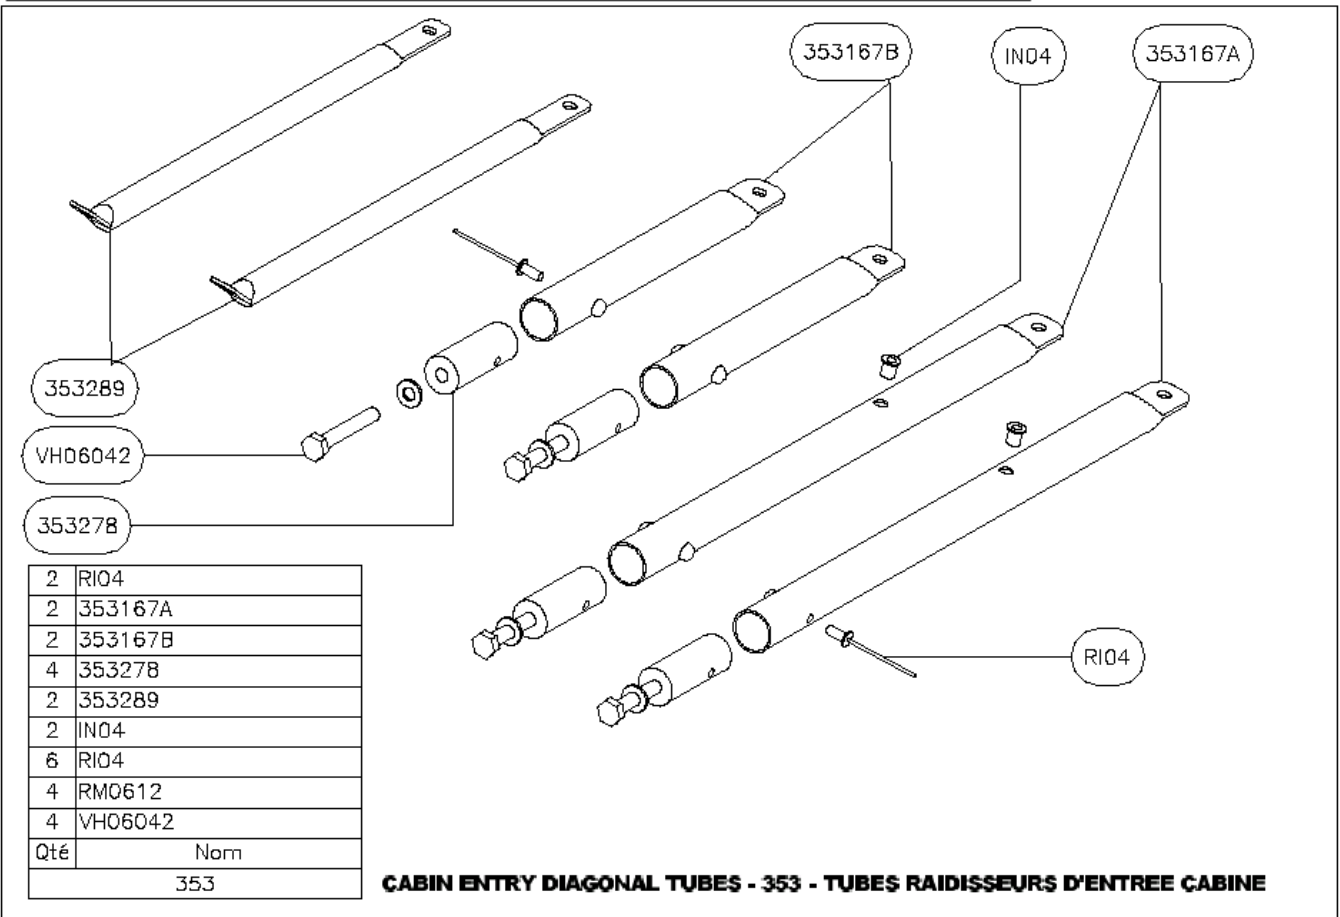 353167B
IN04
353167A
353289
VH06042
353278
RI04
2 RI04
2 353167A
2 353167B
4 353278
2 353289
2 IN04
6 RI04
4 RM0612
4 VH06042
Qté Nom
353
CABIN ENTRY DIAGONAL TUBES - 353 - TUBES RAIDISSEURS D'ENTREE CABINE